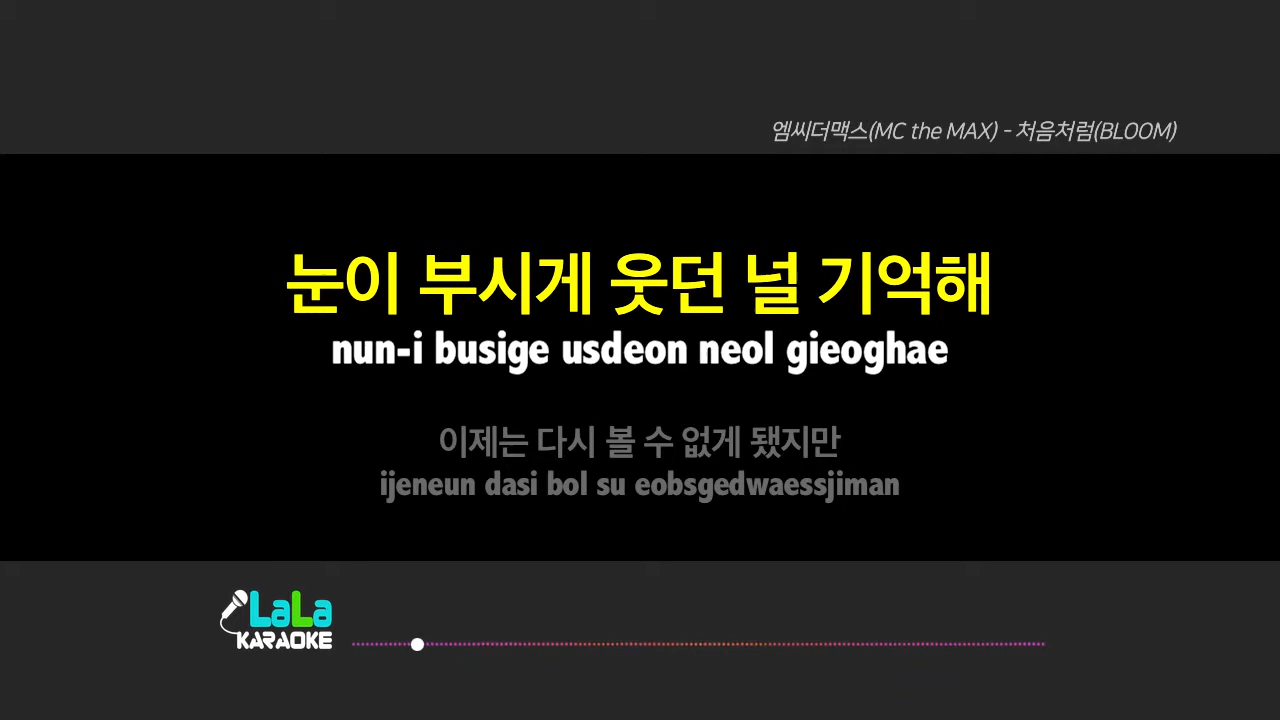 엠씨더맥스(MC the MAX) - 처음처럼(BLOOM)
눈이 부시게 웃던 널 기억해
nun-i busige usdeon neol gieoghae
이제는 다시 볼 수 없게 됐지만
ijeneun dasi bol su eobsgedwaessjiman
LaLa
KARAOKE